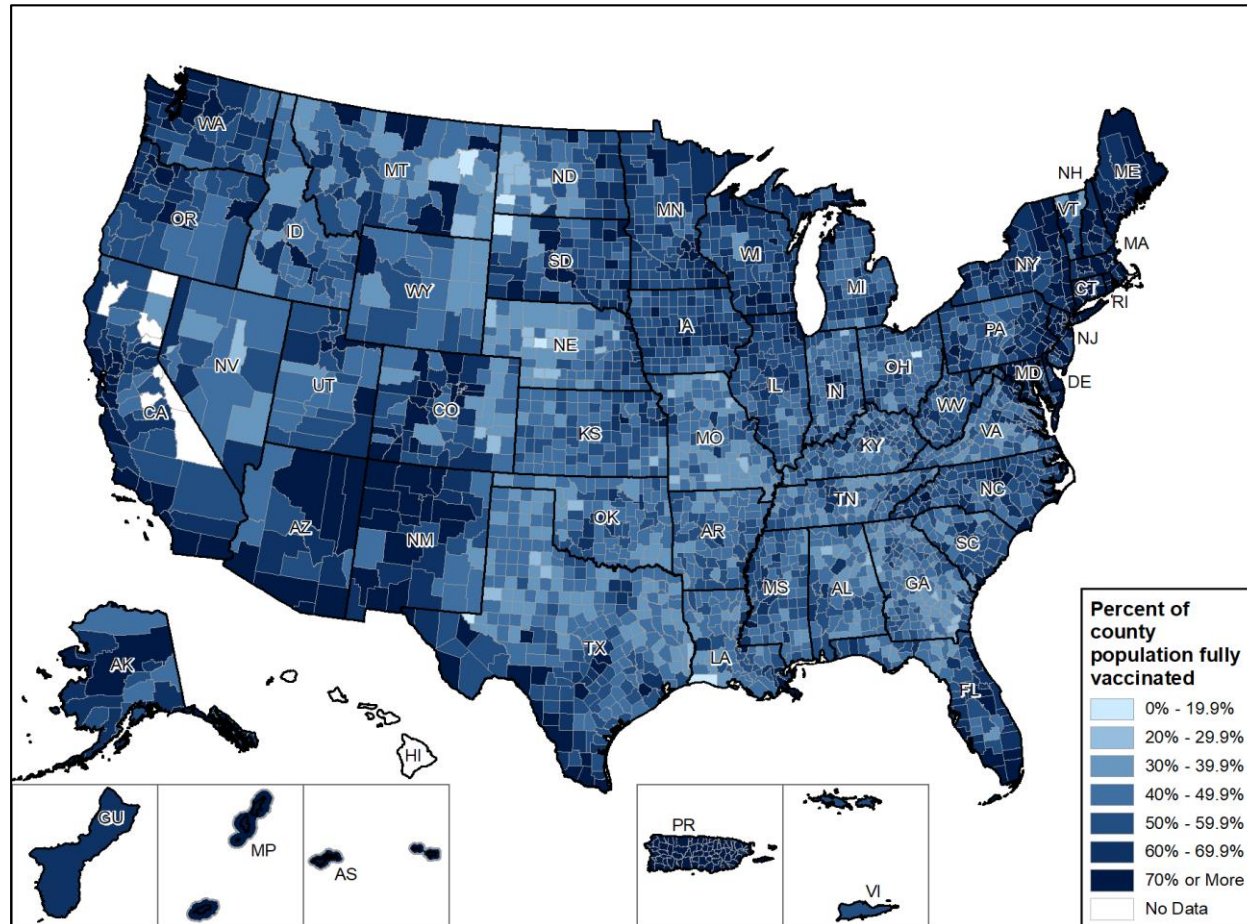 WA
MT
ND
MN
OR
ID
WY
SD
WI
MI
NH
ME
VT
NY
MA
CT
RI
PA
NJ
MD
DE
NV
UT
CO
NE
IA
IL
IN
OH
WV
VA
CA
KS
MO
KY
AZ
NM
OK
AR
TN
NC
SC
TX
LA
MS
AL
GA
FL
AK
HI
GU
MP
AS
PR
VI
Percent of
county
population fully
vaccinated
0% - 19.9%
20% - 29.9%
30% - 39.9%
40% - 49.9%
50% - 59.9%
60% - 69.9%
70% or More
No Data